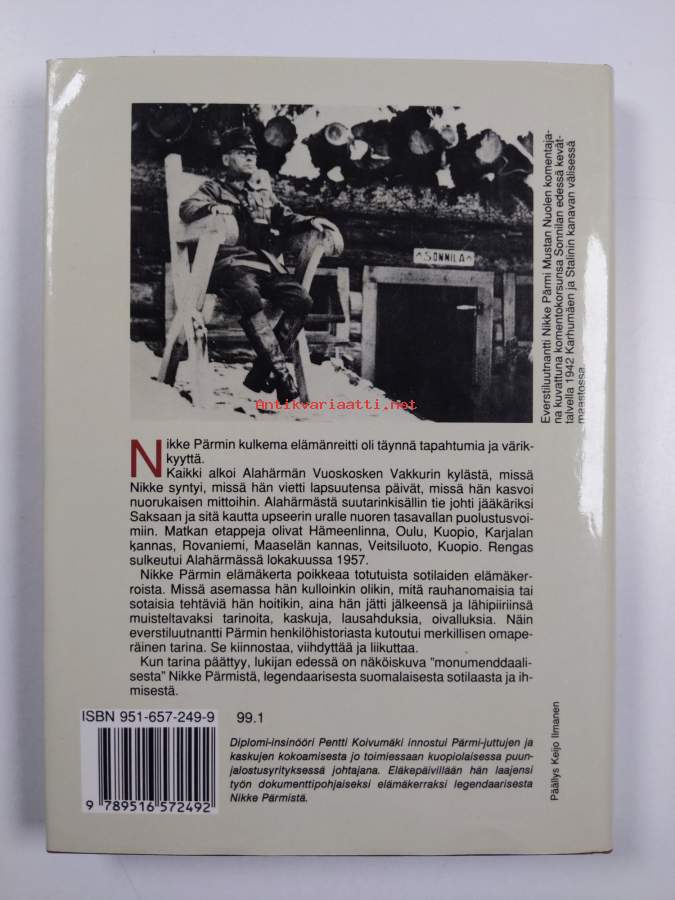 SONNILA
Antikvariaatti.net
Everstiluutnantti Nikke Pärmi Mustan Nuolen komentaja-
na kuvattuna komentokorsunsa Sonnilan edessä kevät-
talvella 1942 Karhumäen ja Stalinin kanavan välisessä
maastossa.
Nikke Pärmin kulkema elämänreitti oli täynnä tapahtumia ja värik-
kyyttä.
Kaikki alkoi Alahärmän Vuoskosken Vakkurin kylästä, missä
Nikke syntyi, missä hän vietti lapsuutensa päivät, missä hän kasvoi
nuorukaisen mittoihin. Alahärmästä suutarinkisällin tie johti jääkäriksi
Saksaan ja sitä kautta upseerin uralle nuoren tasavallan puolustusvoi-
miin. Matkan etappeja olivat Hämeenlinna, Oulu, Kuopio, Karjalan
kannas, Rovaniemi, Maaselän kannas, Veitsiluoto, Kuopio. Rengas
sulkeutui Alahärmässä lokakuussa 1957.
Nikke Pärmin elämäkerta poikkeaa totutuista sotilaiden elämäker-
roista. Missä asemassa hän kulloinkin olikin, mitä rauhanomaisia tai
sotaisia tehtäviä hän hoitikin, aina hän jätti jälkeensä ja lähipiiriinsä
muisteltavaksi tarinoita, kaskuja, lausahduksia, oivalluksia. Näin
everstiluutnantti Pärmin henkilöhistoriasta kutoutui merkillisen omape-
räinen tarina. Se kiinnostaa, viihdyttää ja liikuttaa.
Kun tarina päättyy, lukijan edessä on näköiskuva "monumenddaali-
sesta" Nikke Pärmistä, legendaarisesta suomalaisesta sotilaasta ja ih-
misestä.
ISBN 951-657-249-9
99.1
9 789516 572492
Diplomi-insinööri Pentti Koivumäki innostui Pärmi-juttujen ja
kaskujen kokoamisesta jo toimiessaan kuopiolaisessa puun-
jalostusyrityksessä johtajana. Eläkepäivillään hän laajensi
työn dokumenttipohjaiseksi elämäkerraksi legendaarisesta
Nikke Pärmistä.
Päällys Keijo Ilmanen